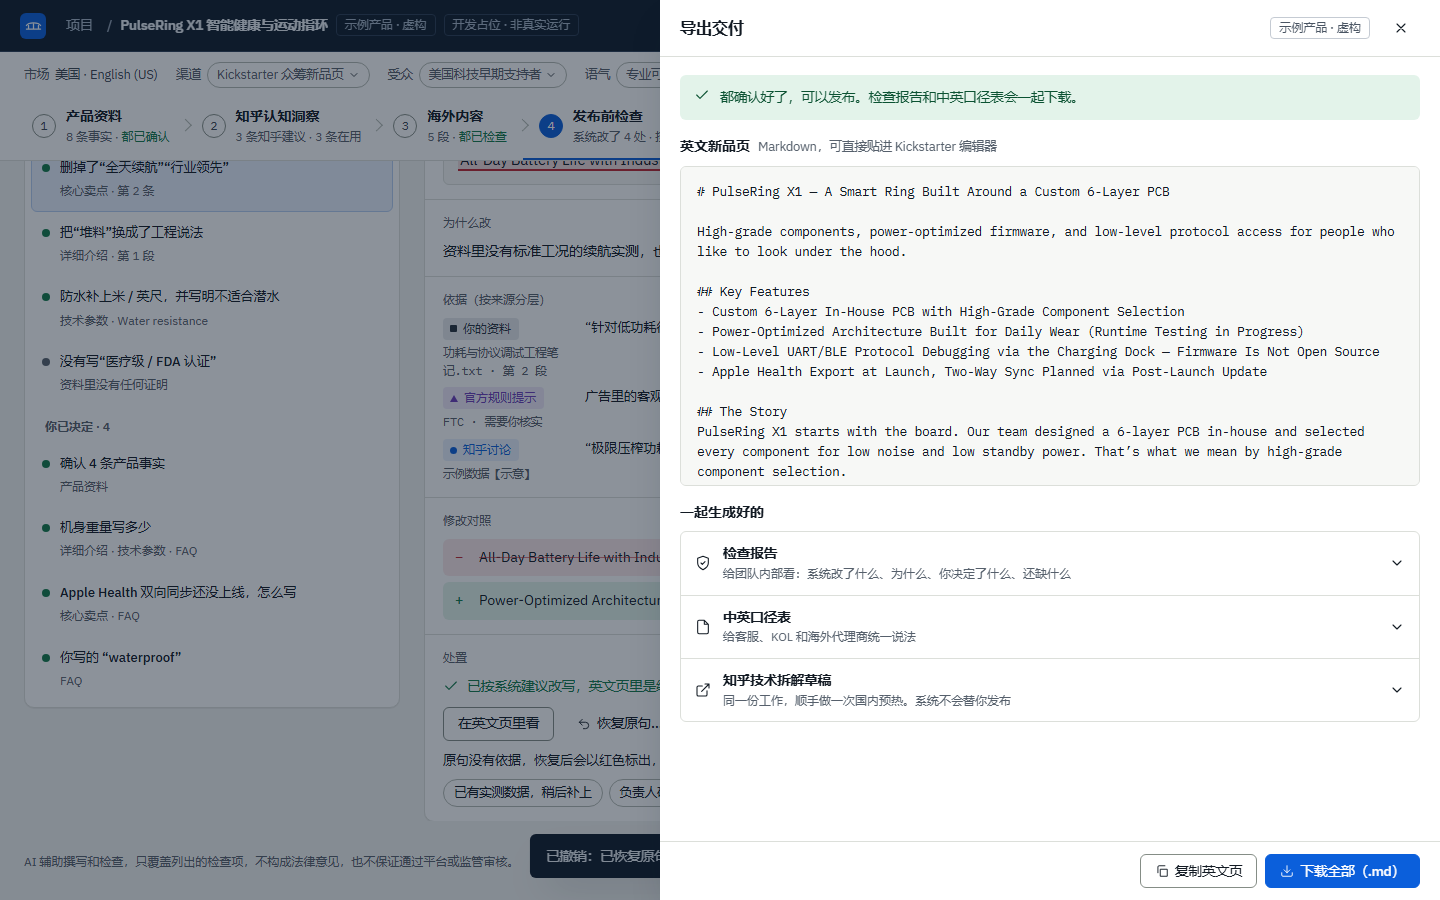 项目 / PulseRing X1 智能健康与运动指环 示例产品 · 虚构 开发占位 · 非真实运行
市场 美国 · English (US) 渠道 Kickstarter 众筹新品页 受众 美国科技早期支持者 语气 专业可
1 产品资料
8 条事实 · 都已确认
2 知乎认知洞察
3 条知乎建议 · 3 条在用
3 海外内容
5 段 · 都已检查
4 发布前检查
系统改了 4 处 ·
删掉了“全天续航”“行业领先”
核心卖点 · 第 2 条
把“堆料”换成了工程说法
详细介绍 · 第 1 段
防水补上米 / 英尺，并写明不适合潜水
技术参数 · Water resistance
没有写“医疗级 / FDA 认证”
资料里没有任何证明
你已决定 · 4
确认 4 条产品事实
产品资料
机身重量写多少
详细介绍 · 技术参数 · FAQ
Apple Health 双向同步还没上线，怎么写
核心卖点 · FAQ
你写的 “waterproof”
FAQ
All-Day Battery Life with Indus
为什么改
资料里没有标准工况的续航实测，
依据（按来源分层）
你的资料 “针对低功耗
功耗与协议调试工程笔
记.txt · 第 2 段
官方规则提示 广告里的客观
FTC · 需要你核实
知乎讨论 “极限压榨功耗
示例数据【示意】
修改对照
− All-Day Battery Life with Indu
+ Power-Optimized Architectur
处置
已按系统建议改写，英文页里是
在英文页里看 恢复原句...
原句没有依据，恢复后会以红色标出，
已有实测数据，稍后补上 负责人
AI 辅助撰写和检查，只覆盖列出的检查项，不构成法律意见，也不保证通过平台或监管审核。
已撤销：已恢复原句
导出交付 示例产品 · 虚构
都确认好了，可以发布。检查报告和中英口径表会一起下载。
英文新品页 Markdown，可直接贴进 Kickstarter 编辑器
# PulseRing X1 — A Smart Ring Built Around a Custom 6-Layer PCB
High-grade components, power-optimized firmware, and low-level protocol access for people who
like to look under the hood.
## Key Features
- Custom 6-Layer In-House PCB with High-Grade Component Selection
- Power-Optimized Architecture Built for Daily Wear (Runtime Testing in Progress)
- Low-Level UART/BLE Protocol Debugging via the Charging Dock — Firmware Is Not Open Source
- Apple Health Export at Launch, Two-Way Sync Planned via Post-Launch Update
## The Story
PulseRing X1 starts with the board. Our team designed a 6-layer PCB in-house and selected
every component for low noise and low standby power. That’s what we mean by high-grade
component selection.
一起生成好的
检查报告
给团队内部看：系统改了什么、为什么、你决定了什么、还缺什么
中英口径表
给客服、KOL 和海外代理商统一说法
知乎技术拆解草稿
同一份工作，顺手做一次国内预热。系统不会替你发布
复制英文页 下载全部（.md）